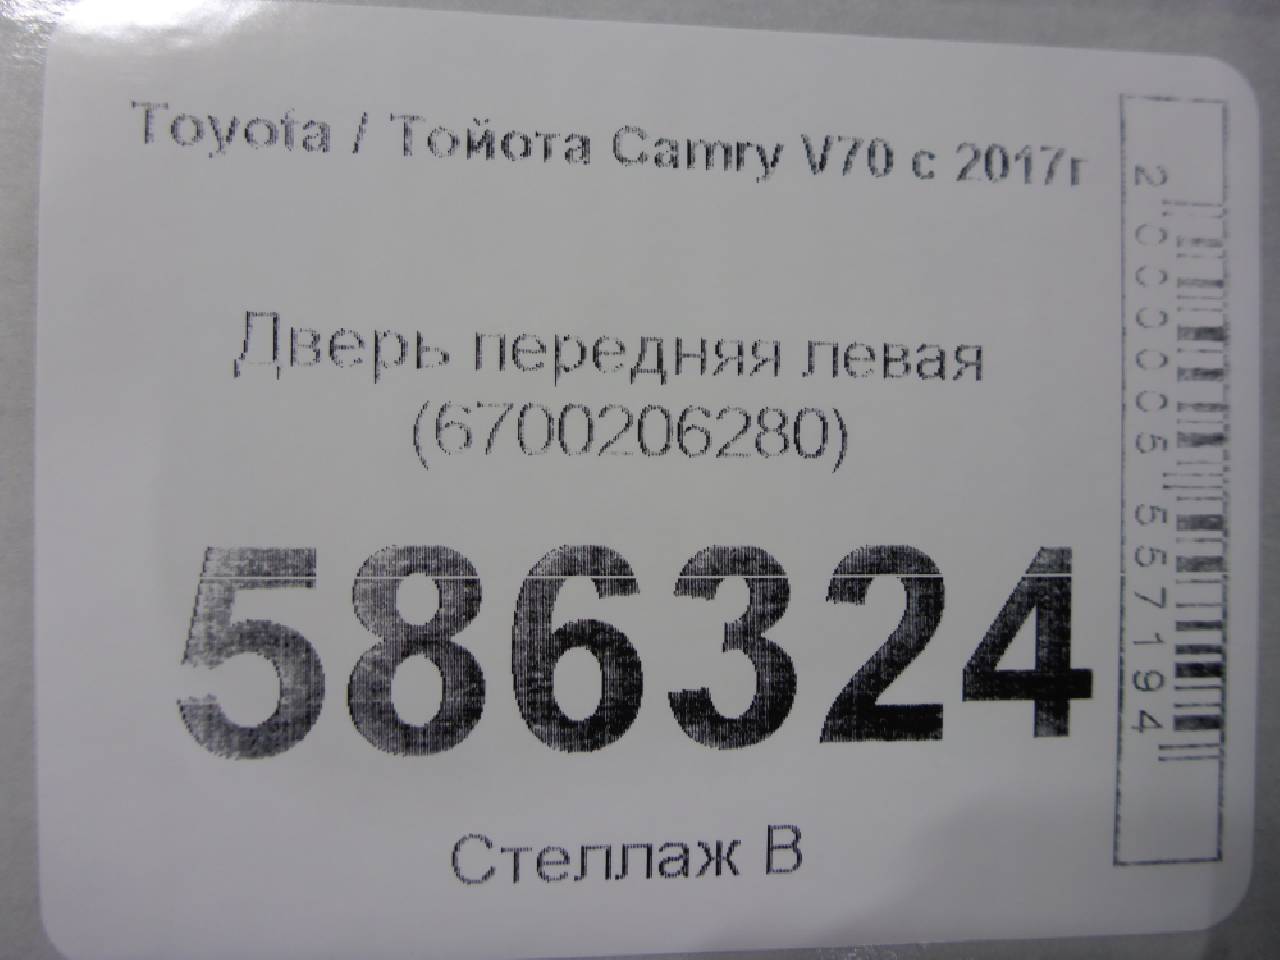 Toyota / Тойота Camry V70 с 2017г
Дверь передняя левая
(6700206280)
586324
Стеллаж В
2000005557194